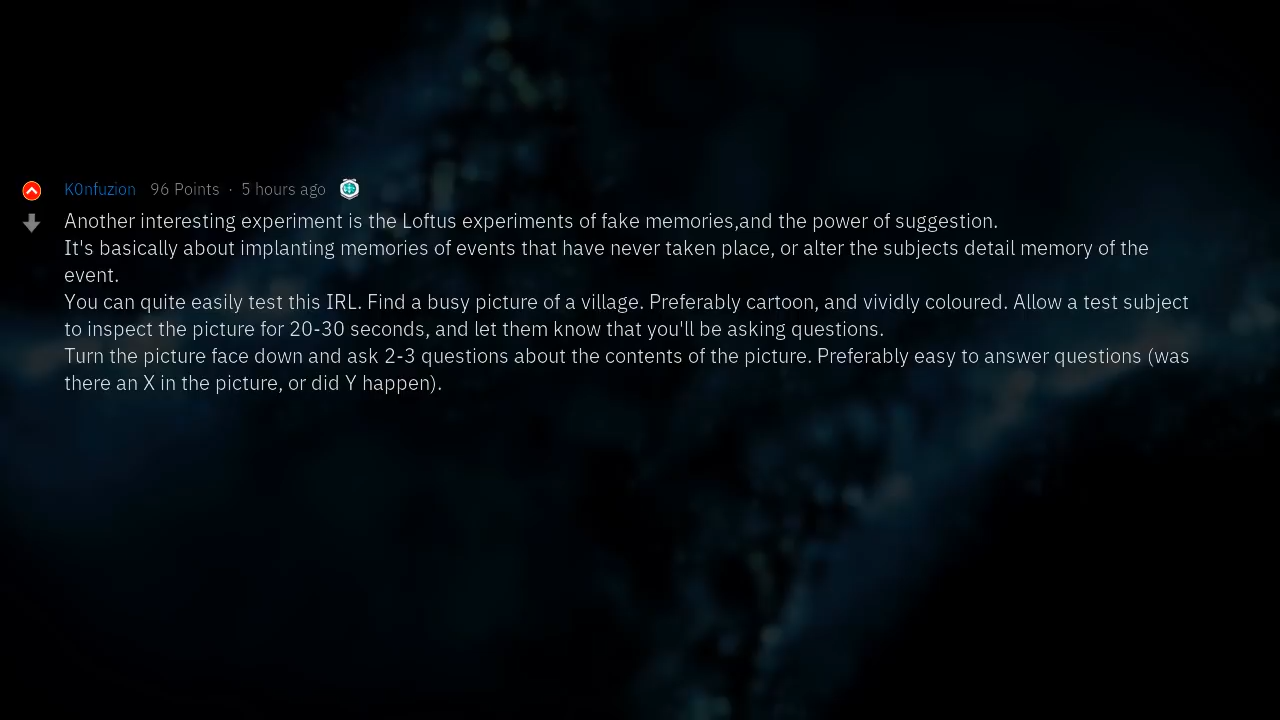 K0nfuzion 96 Points · 5 hours ago
Another interesting experiment is the Loftus experiments of fake memories,and the power of suggestion.
It's basically about implanting memories of events that have never taken place, or alter the subjects detail memory of the
event.
You can quite easily test this IRL. Find a busy picture of a village. Preferably cartoon, and vividly coloured. Allow a test subject
to inspect the picture for 20-30 seconds, and let them know that you'll be asking questions.
Turn the picture face down and ask 2-3 questions about the contents of the picture. Preferably easy to answer questions (was
there an X in the picture, or did Y happen).